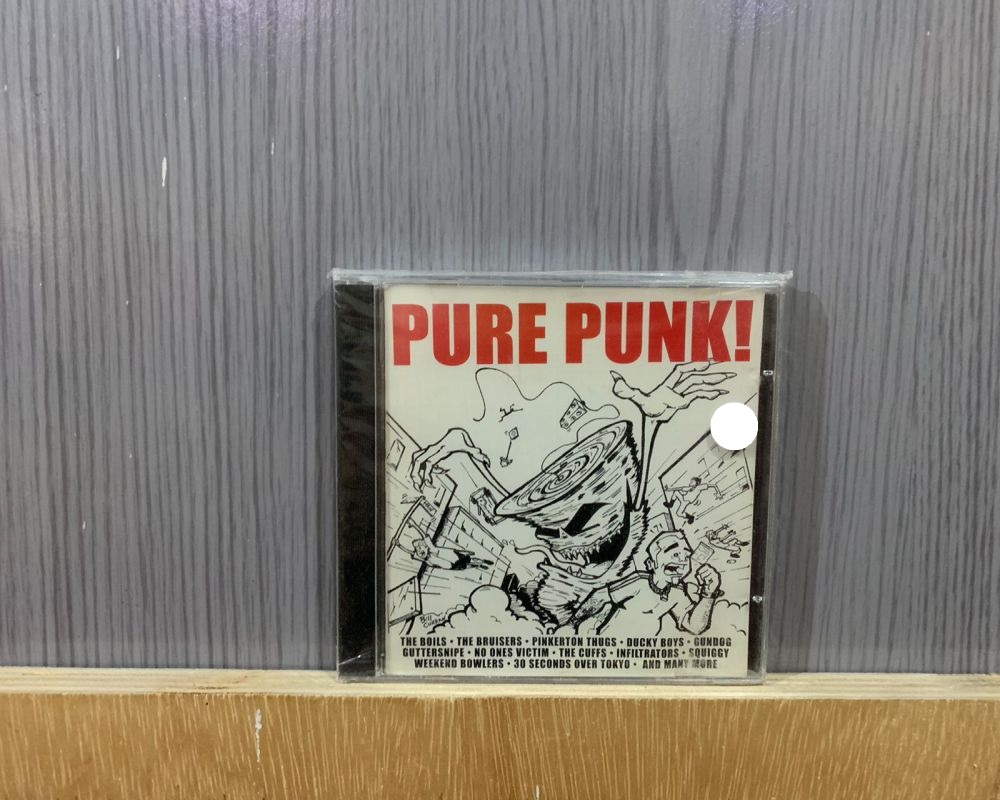 PURE PUNK!
THE BOILS • THE BRUISERS • PINKERTON THUGS • DUCKY BOYS • GUNDOG
GUTTERSNIPE • NO ONES VICTIM • THE CUFFS • INFILTRATORS • SQUIGGY
WEEKEND BOWLERS • 30 SECONDS OVER TOKYO • AND MANY MORE